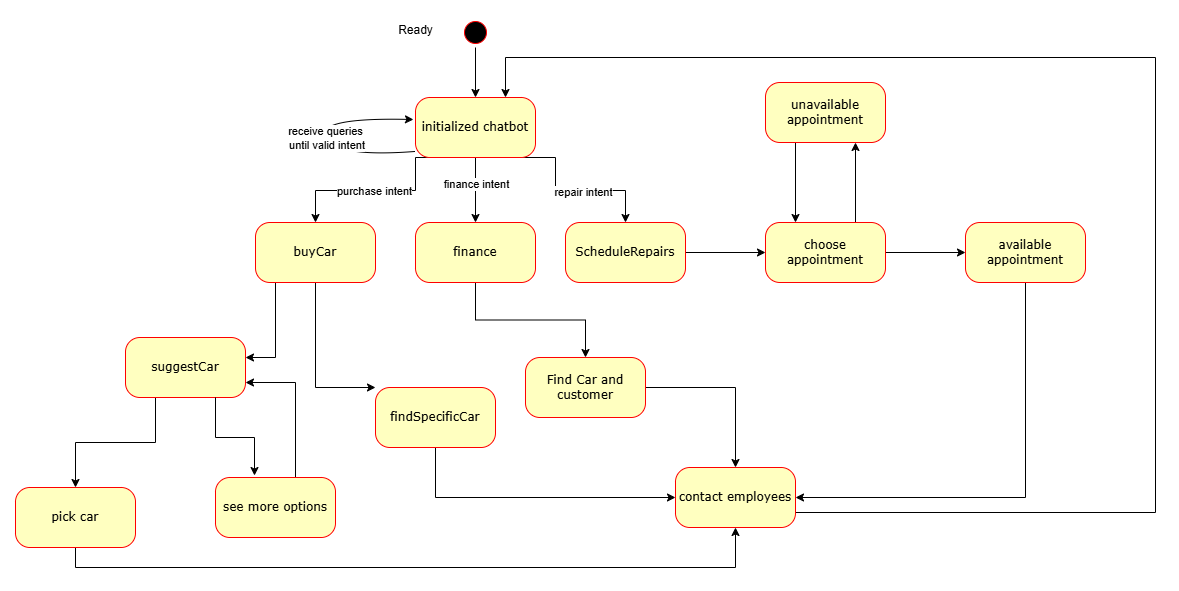 Ready
unavailable
appointment
initialized chatbot
receive queries
until valid intent
purchase intent
finance intent
repair intent
buyCar
finance
ScheduleRepairs
choose
appointment
available
appointment
suggestCar
Find Car and
customer
findSpecificCar
pick car
see more options
contact employees